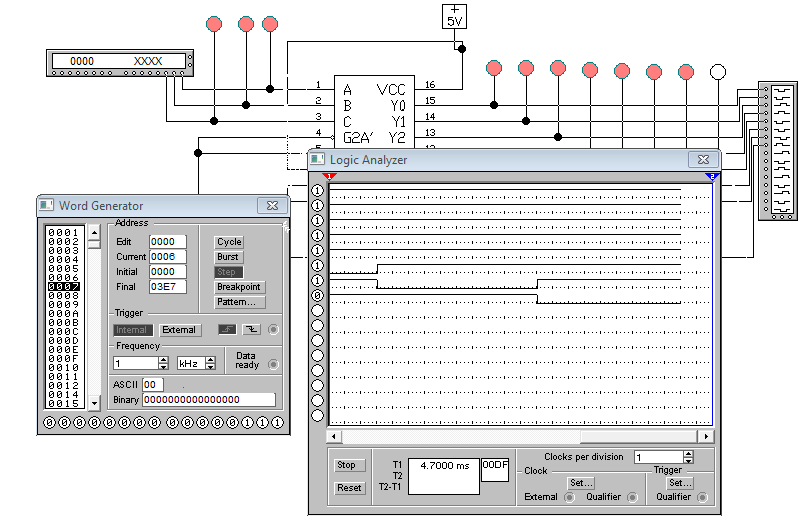 +
5V
0000 XXXX
1 A VCC 16
2 B Y0 15
3 C Y1 14
4 G2A' Y2 13
Logic Analyzer
1
2
1
1
1
1
1
1
1
0
Word Generator
0001
0002
0003
0004
0005
0006
0007
0008
0009
000A
000B
000C
000D
000E
000F
0010
0011
0012
0014
0015
Address
Edit 0000
Current 0006
Initial 0000
Final 03E7
Cycle
Burst
Step
Breakpoint
Pattern...
Trigger
Internal External
Frequency
1 kHz
Data
ready
ASCII 00 .
Binary 0000000000000000
0 0 0 0 0 0 0 0 0 0 0 0 0 1 1 1
Stop
Reset
T1 4.7000 ms 00DF
T2
T2-T1
Clocks per division 1
Clock
Set...
External Qualifier
Trigger
Set...
Qualifier